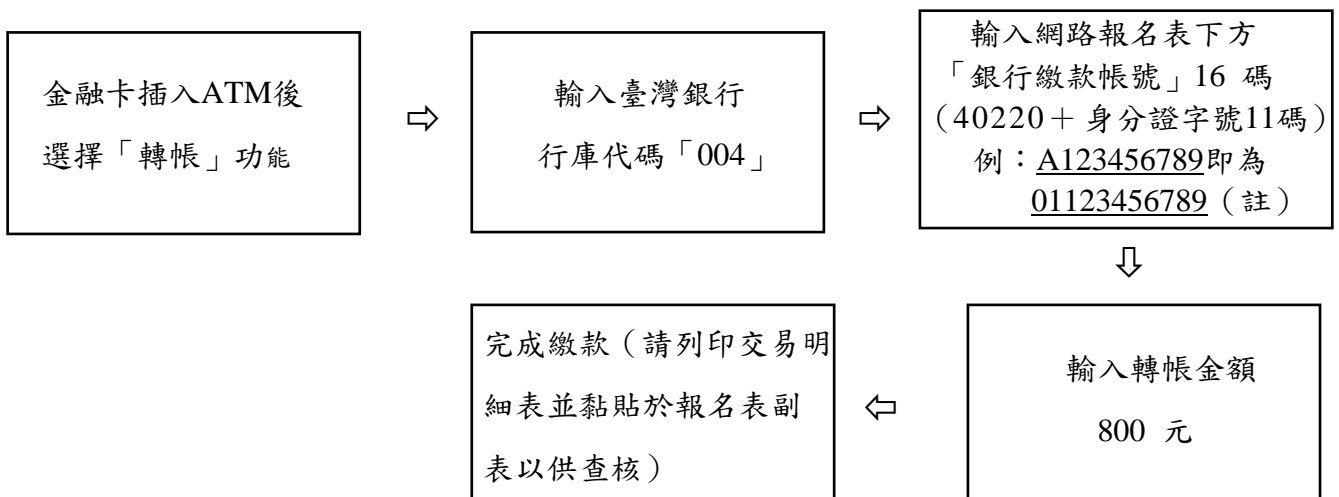 金融卡插入ATM後
選擇「轉帳」功能
⇨
輸入臺灣銀行
行庫代碼「004」
⇨
輸入網路報名表下方
「銀行繳款帳號」16 碼
（40220＋身分證字號11碼）
例：A123456789即為
01123456789（註）
⇩
輸入轉帳金額
800 元
⇦
完成繳款（請列印交易明
細表並黏貼於報名表副
表以供查核）